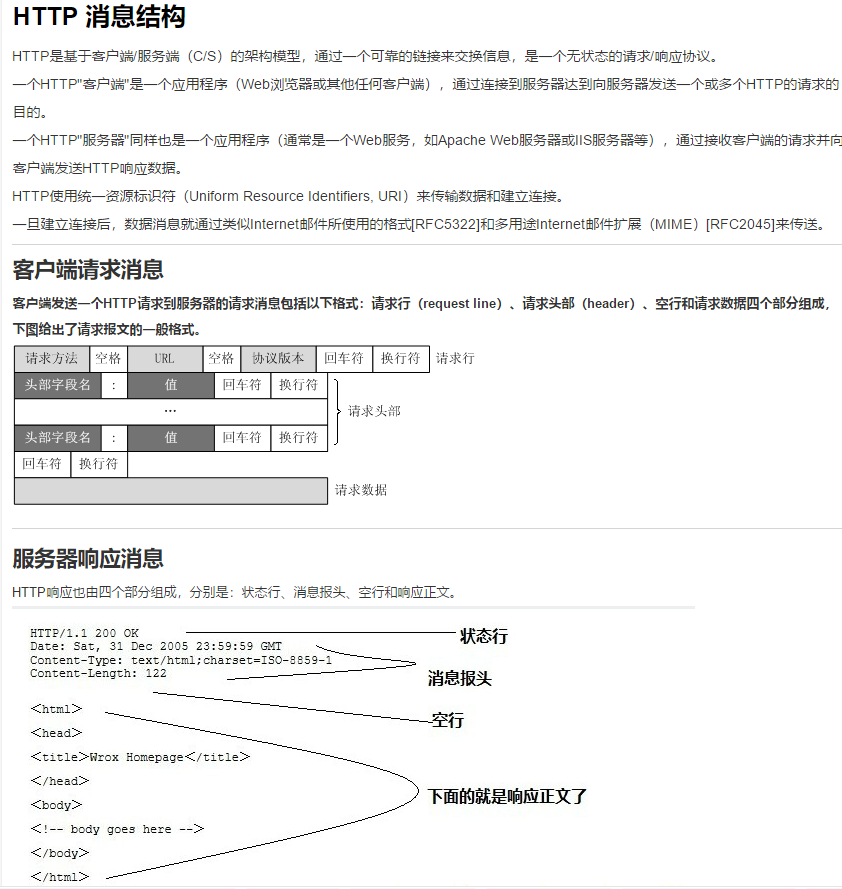 HTTP 消息结构
HTTP是基于客户端/服务端（C/S）的架构模型，通过一个可靠的链接来交换信息，是一个无状态的请求/响应协议。
一个HTTP"客户端"是一个应用程序（Web浏览器或其他任何客户端），通过连接到服务器达到向服务器发送一个或多个HTTP的请求的
目的。
一个HTTP"服务器"同样也是一个应用程序（通常是一个Web服务，如Apache Web服务器或IIS服务器等），通过接收客户端的请求并向
客户端发送HTTP响应数据。
HTTP使用统一资源标识符（Uniform Resource Identifiers, URI）来传输数据和建立连接。
一旦建立连接后，数据消息就通过类似Internet邮件所使用的格式[RFC5322]和多用途Internet邮件扩展（MIME）[RFC2045]来传送。
客户端请求消息
客户端发送一个HTTP请求到服务器的请求消息包括以下格式：请求行（request line）、请求头部（header）、空行和请求数据四个部分组成，
下图给出了请求报文的一般格式。
请求方法 空格 URL 空格 协议版本 回车符 换行符 请求行
头部字段名 : 值 回车符 换行符
... 请求头部
头部字段名 : 值 回车符 换行符
回车符 换行符
请求数据
服务器响应消息
HTTP响应也由四个部分组成，分别是：状态行、消息报头、空行和响应正文。
HTTP/1.1 200 OK 状态行
Date: Sat, 31 Dec 2005 23:59:59 GMT
Content-Type: text/html;charset=ISO-8859-1
Content-Length: 122 消息报头
<html> 空行
<head>
<title>Wrox Homepage</title>
</head>
<body> 下面的就是响应正文了
<!-- body goes here -->
</body>
</html>